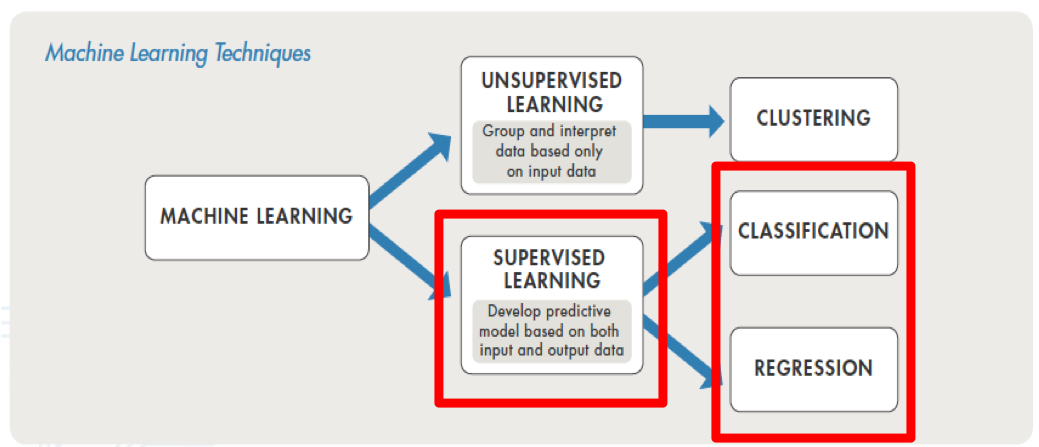 Machine Learning Techniques
UNSUPERVISED
LEARNING
Group and interpret
data based only
on input data
CLUSTERING
MACHINE LEARNING
SUPERVISED
LEARNING
Develop predictive
model based on both
input and output data
CLASSIFICATION
REGRESSION